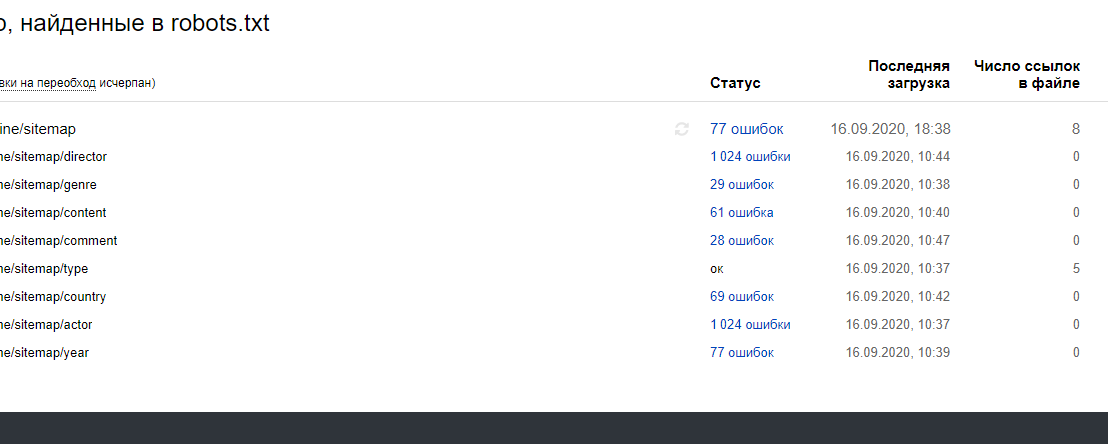 о, найденные в robots.txt
вки на переобход исчерпан)
Статус
Последняя загрузка
Число ссылок в файле
ine/sitemap 77 ошибок 16.09.2020, 18:38 8
ne/sitemap/director 1 024 ошибки 16.09.2020, 10:44 0
ne/sitemap/genre 29 ошибок 16.09.2020, 10:38 0
ne/sitemap/content 61 ошибка 16.09.2020, 10:40 0
ne/sitemap/comment 28 ошибок 16.09.2020, 10:47 0
ne/sitemap/type ок 16.09.2020, 10:37 5
ne/sitemap/country 69 ошибок 16.09.2020, 10:42 0
ne/sitemap/actor 1 024 ошибки 16.09.2020, 10:37 0
ne/sitemap/year 77 ошибок 16.09.2020, 10:39 0